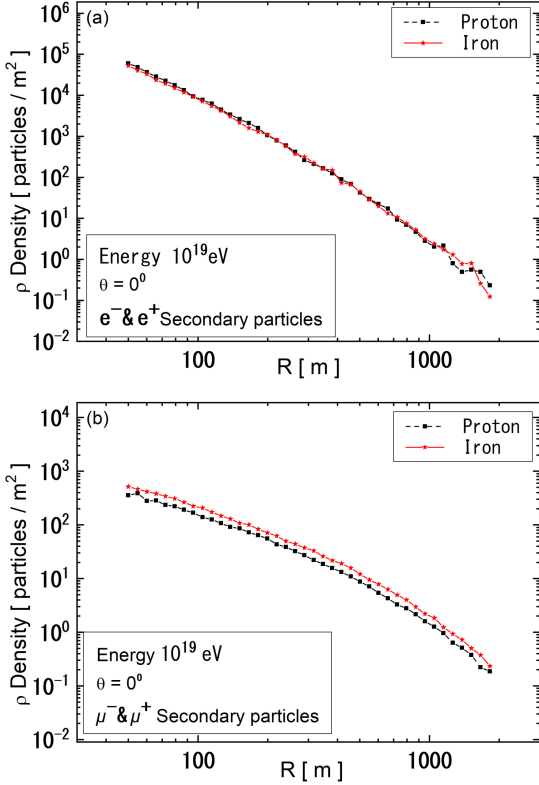 (a)
Proton
Iron
10⁶
10⁵
10⁴
10³
10²
10¹
10⁰
10⁻¹
10⁻²
ρ Density [ particles / m² ]
Energy 10¹⁹eV
θ = 0⁰
e⁻& e⁺ Secondary particles
100
1000
R [ m ]
(b)
Proton
Iron
10⁴
10³
10²
10¹
10⁰
10⁻¹
10⁻²
ρ Density [ particles / m² ]
Energy 10¹⁹ eV
θ = 0⁰
μ⁻& μ⁺ Secondary particles
100
1000
R [ m ]